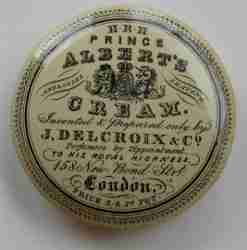 H·R·H
PRINCE
ALBERT'S
CREAM.
Invented & Prepared only by
J. DELCROIX & Co.
Perfumers by Appointment
TO HIS ROYAL HIGHNESS.
158 New Bond Strt.
London.